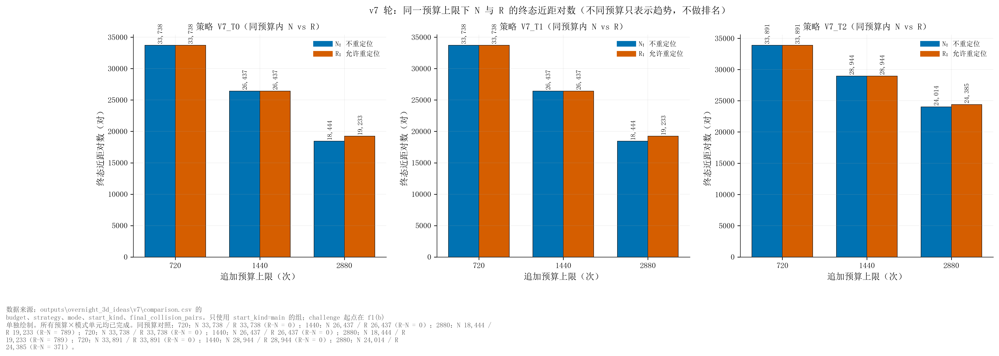 v7 轮：同一预算上限下 N 与 R 的终态近距对数（不同预算只表示趋势，不做排名）
策略 V7_T0（同预算内 N vs R）
终态近距对数（对）
35000
30000
25000
20000
15000
10000
5000
0
33,738
33,738
26,437
26,437
18,444
19,233
N：不重定位
R：允许重定位
720
1440
2880
追加预算上限（次）
策略 V7_T1（同预算内 N vs R）
终态近距对数（对）
35000
30000
25000
20000
15000
10000
5000
0
33,738
33,738
26,437
26,437
18,444
19,233
N：不重定位
R：允许重定位
720
1440
2880
追加预算上限（次）
策略 V7_T2（同预算内 N vs R）
终态近距对数（对）
35000
30000
25000
20000
15000
10000
5000
0
33,891
33,891
28,944
28,944
24,014
24,385
N：不重定位
R：允许重定位
720
1440
2880
追加预算上限（次）
数据来源：outputs\overnight_3d_ideas\v7\comparison.csv 的
budget、strategy、mode、start_kind、final_collision_pairs。只使用 start_kind=main 的组；challenge 起点在 f1(b)
单独绘制。所有预算×模式单元均已完成。同预算对照：720：N 33,738 / R 33,738（R-N = 0）；1440：N 26,437 / R 26,437（R-N = 0）；2880：N 18,444 /
R 19,233（R-N = 789）；720：N 33,738 / R 33,738（R-N = 0）；1440：N 26,437 / R 26,437（R-N = 0）；2880：N 18,444 / R
19,233（R-N = 789）；720：N 33,891 / R 33,891（R-N = 0）；1440：N 28,944 / R 28,944（R-N = 0）；2880：N 24,014 / R
24,385（R-N = 371）。